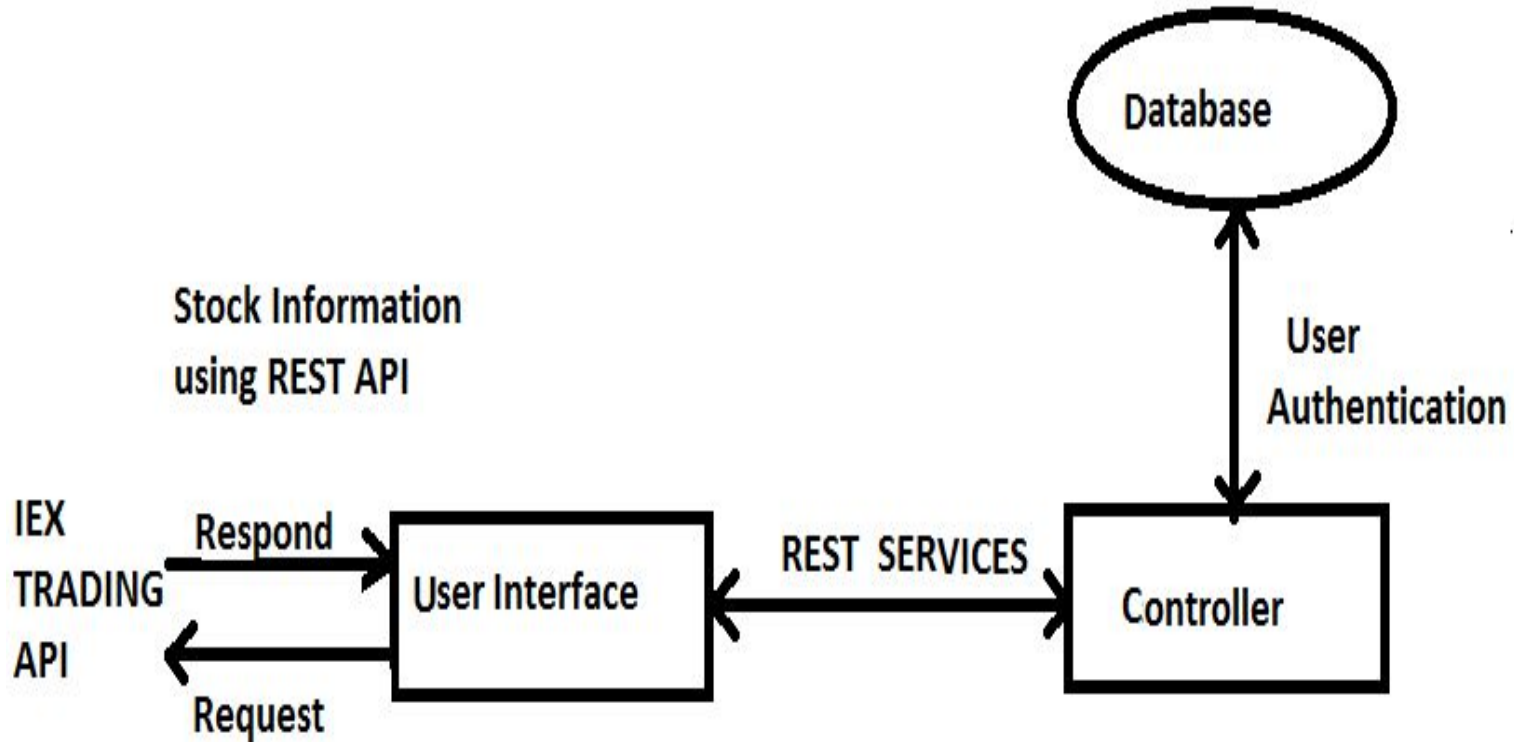 Database
Stock Information
using REST API
User
Authentication
IEX
TRADING
API
Respond
Request
User Interface
REST SERVICES
Controller